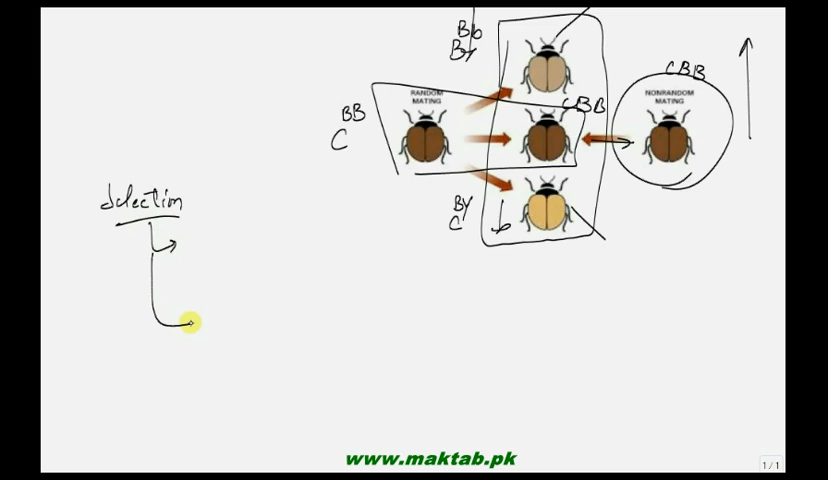 Bb
By
CBB
RANDOM
MATING
CBB
NONRANDOM
MATING
BB
C
By
C
Selection
www.maktab.pk
1/1